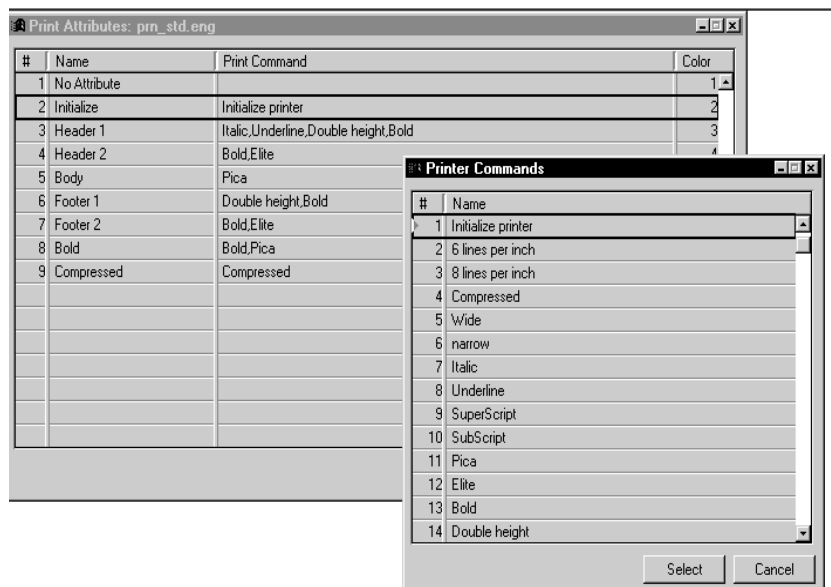 Print Attributes: prn_std.eng
# Name Print Command Color
1 No Attribute 1
2 Initialize Initialize printer 2
3 Header 1 Italic,Underline,Double height,Bold 3
4 Header 2 Bold,Elite 4
5 Body Pica
6 Footer 1 Double height,Bold
7 Footer 2 Bold,Elite
8 Bold Bold,Pica
9 Compressed Compressed
Printer Commands
# Name
1 Initialize printer
2 6 lines per inch
3 8 lines per inch
4 Compressed
5 Wide
6 narrow
7 Italic
8 Underline
9 SuperScript
10 SubScript
11 Pica
12 Elite
13 Bold
14 Double height
Select Cancel